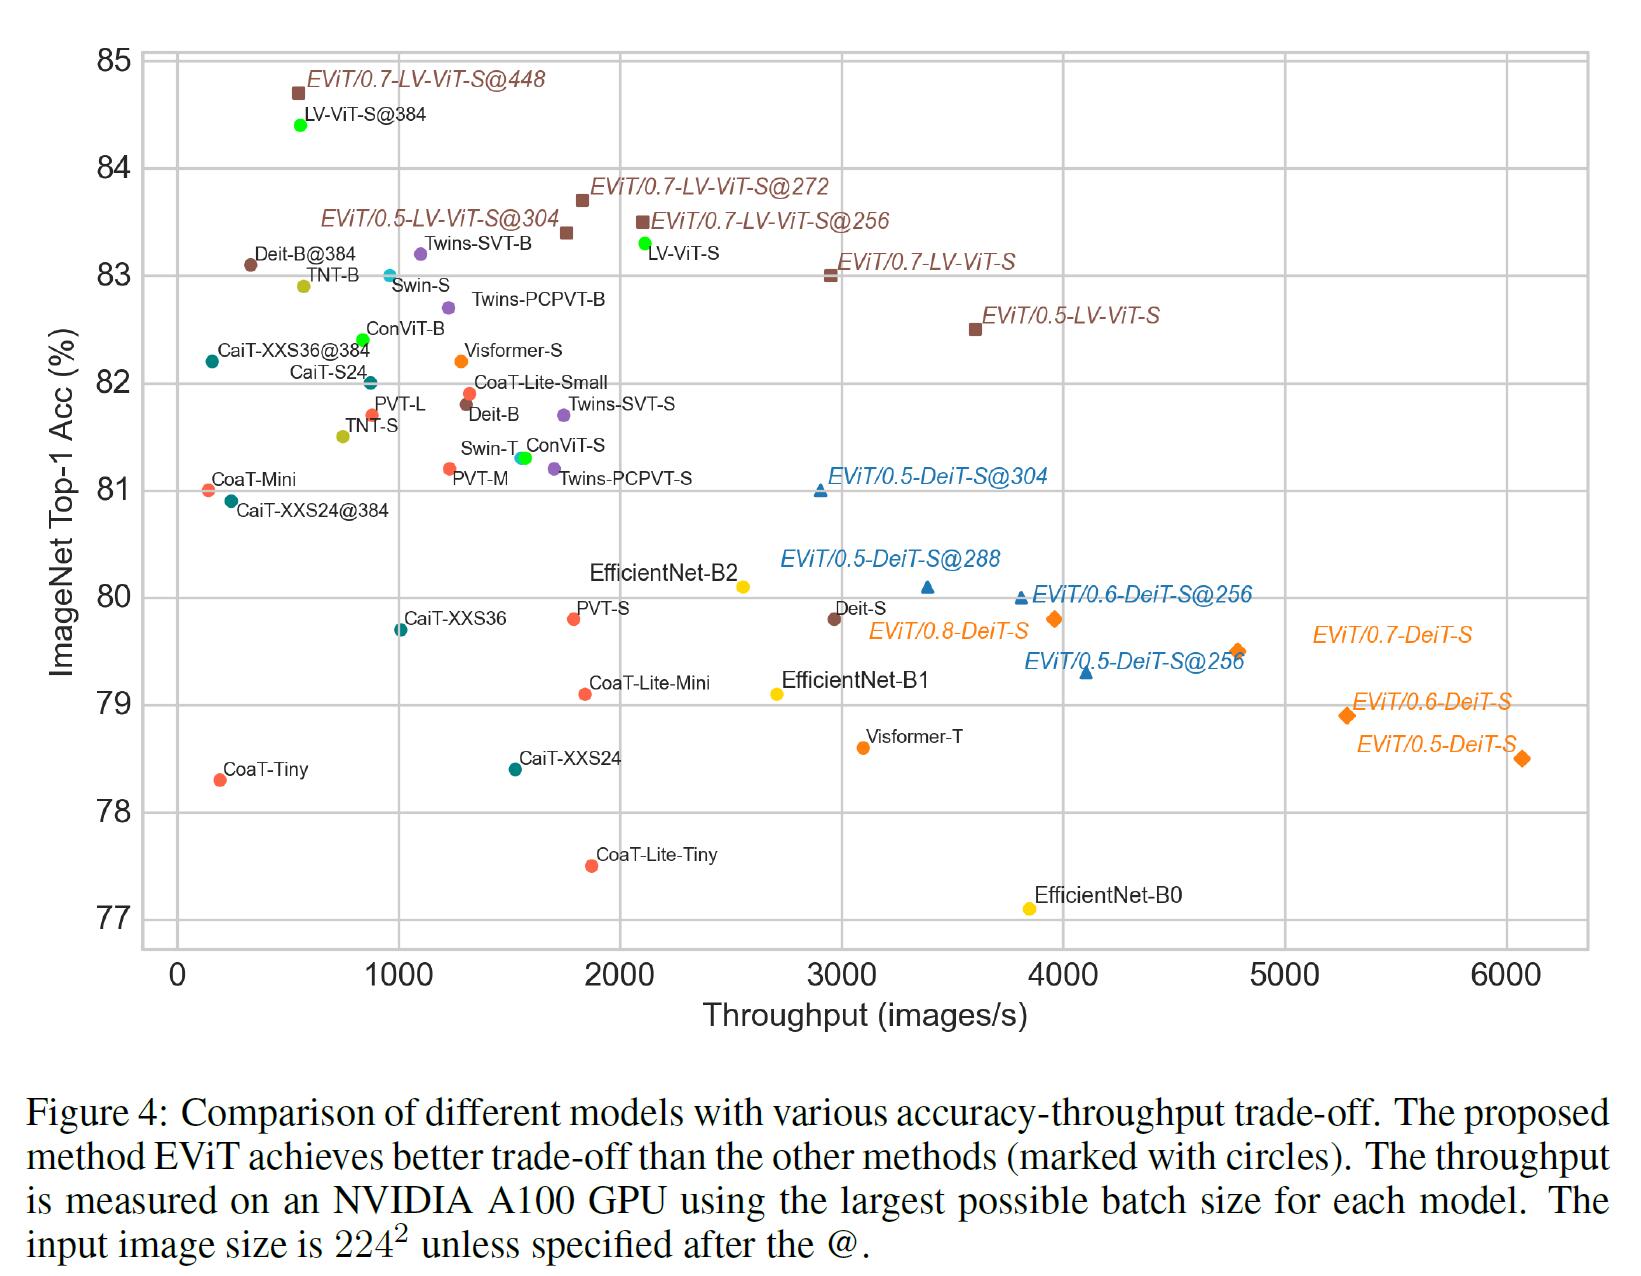 85
EViT/0.7-LV-ViT-S@448
LV-ViT-S@384
84
EViT/0.7-LV-ViT-S@272
EViT/0.5-LV-ViT-S@304
EViT/0.7-LV-ViT-S@256
Twins-SVT-B
Deit-B@384
LV-ViT-S
EViT/0.7-LV-ViT-S
83
TNT-B
Swin-S
Twins-PCPVT-B
EViT/0.5-LV-ViT-S
ConViT-B
CaiT-XXS36@384
Visformer-S
CaiT-S24
82
CoaT-Lite-Small
PVT-L
Deit-B
Twins-SVT-S
TNT-S
Swin-T
ConViT-S
PVT-M
Twins-PCPVT-S
EViT/0.5-DeiT-S@304
81
CoaT-Mini
CaiT-XXS24@384
EViT/0.5-DeiT-S@288
EfficientNet-B2
80
EViT/0.6-DeiT-S@256
PVT-S
Deit-S
CaiT-XXS36
EViT/0.8-DeiT-S
EViT/0.7-DeiT-S
EViT/0.5-DeiT-S@256
CoaT-Lite-Mini
EfficientNet-B1
79
EViT/0.6-DeiT-S
Visformer-T
EViT/0.5-DeiT-S
CaiT-XXS24
CoaT-Tiny
78
CoaT-Lite-Tiny
EfficientNet-B0
77
ImageNet Top-1 Acc (%)
0 1000 2000 3000 4000 5000 6000
Throughput (images/s)
Figure 4: Comparison of different models with various accuracy-throughput trade-off. The proposed
method EViT achieves better trade-off than the other methods (marked with circles). The throughput
is measured on an NVIDIA A100 GPU using the largest possible batch size for each model. The
input image size is 224² unless specified after the @.